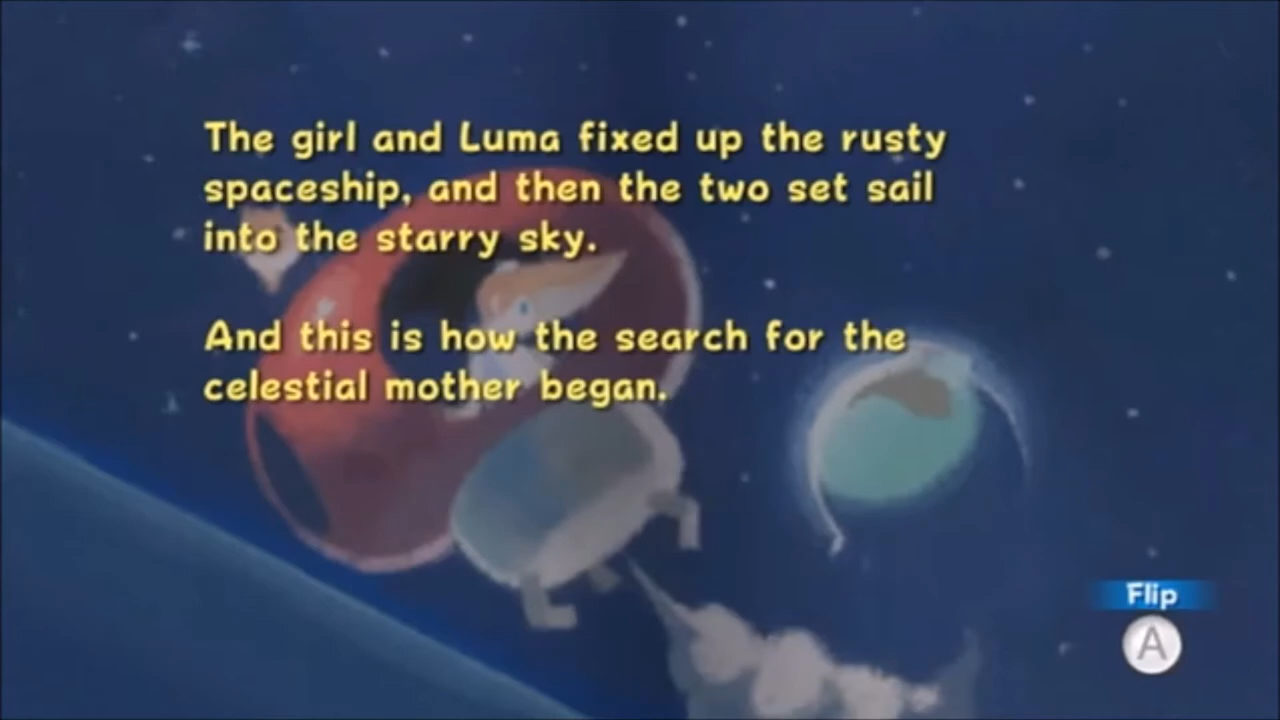 The girl and Luma fixed up the rusty
spaceship, and then the two set sail
into the starry sky.
And this is how the search for the
celestial mother began.
Flip
A